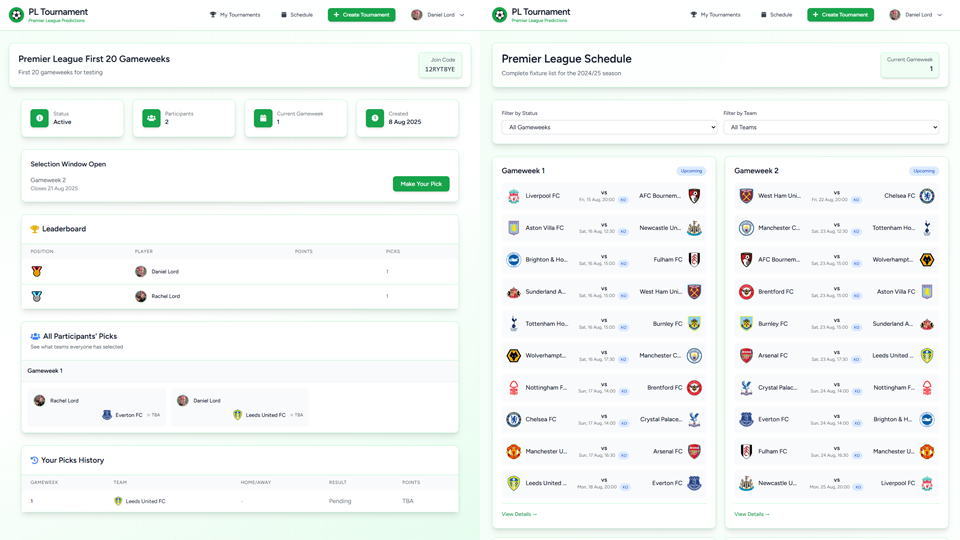 PL Tournament
Premier League Predictions
My Tournaments
Schedule
+ Create Tournament
Daniel Lord
Premier League First 20 Gameweeks
First 20 gameweeks for testing
Join Code
12RYT8YE
Status
Active
Participants
2
Current Gameweek
1
Created
8 Aug 2025
Selection Window Open
Gameweek 2
Closes 21 Aug 2025
Make Your Pick
Leaderboard
POSITION PLAYER POINTS PICKS
Daniel Lord 1
Rachel Lord 1
All Participants' Picks
See what teams everyone has selected
Gameweek 1
Rachel Lord
Everton FC TBA
Daniel Lord
Leeds United FC TBA
Your Picks History
GAMEWEEK TEAM HOME/AWAY RESULT POINTS
1 Leeds United FC - Pending TBA
PL Tournament
Premier League Predictions
My Tournaments
Schedule
+ Create Tournament
Daniel Lord
Premier League Schedule
Complete fixture list for the 2024/25 season
Current Gameweek
1
Filter by Status
All Gameweeks
Filter by Team
All Teams
Gameweek 1
Upcoming
Liverpool FC VS AFC Bournem...
Fri, 15 Aug, 20:00 KO
Aston Villa FC VS Newcastle Un...
Sat, 16 Aug, 12:30 KO
Brighton & Ho... VS Fulham FC
Sat, 16 Aug, 15:00 KO
Sunderland A... VS West Ham Uni...
Sat, 16 Aug, 15:00 KO
Tottenham Ho... VS Burnley FC
Sat, 16 Aug, 15:00 KO
Wolverhampt... VS Manchester C...
Sat, 16 Aug, 17:30 KO
Nottingham F... VS Brentford FC
Sun, 17 Aug, 14:00 KO
Chelsea FC VS Crystal Palace...
Sun, 17 Aug, 14:00 KO
Manchester U... VS Arsenal FC
Sun, 17 Aug, 16:30 KO
Leeds United ... VS Everton FC
Mon, 18 Aug, 20:00 KO
View Details →
Gameweek 2
Upcoming
West Ham Uni... VS Chelsea FC
Fri, 22 Aug, 20:00 KO
Manchester C... VS Tottenham Ho...
Sat, 23 Aug, 12:30 KO
AFC Bournem... VS Wolverhampt...
Sat, 23 Aug, 15:00 KO
Brentford FC VS Aston Villa FC
Sat, 23 Aug, 15:00 KO
Burnley FC VS Sunderland A...
Sat, 23 Aug, 15:00 KO
Arsenal FC VS Leeds United ...
Sat, 23 Aug, 17:30 KO
Crystal Palac... VS Nottingham F...
Sun, 24 Aug, 14:00 KO
Everton FC VS Brighton & H...
Sun, 24 Aug, 14:00 KO
Fulham FC VS Manchester U...
Sun, 24 Aug, 16:30 KO
Newcastle U... VS Liverpool FC
Mon, 25 Aug, 20:00 KO
View Details →